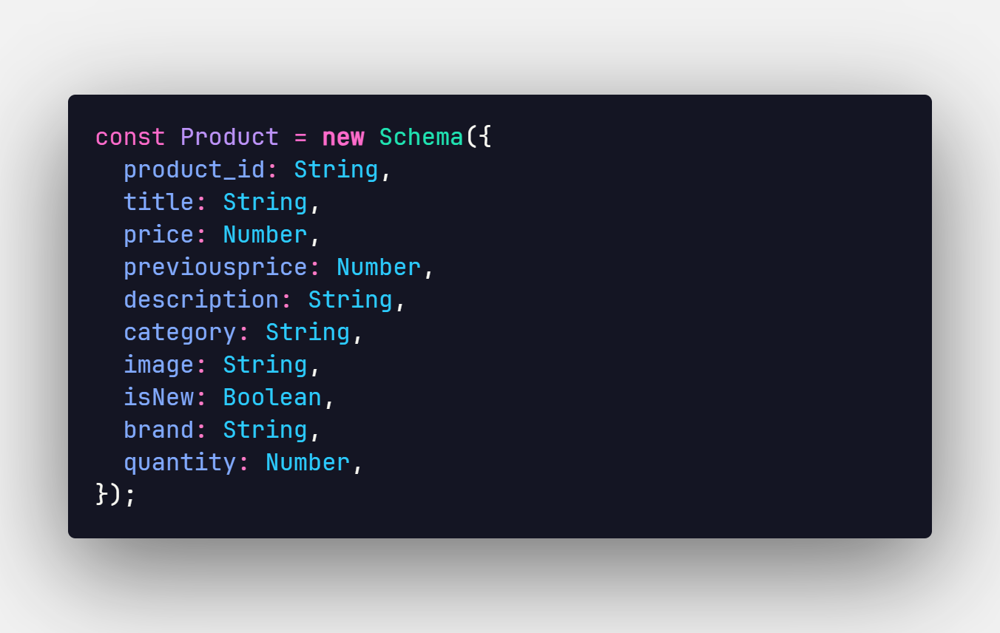 const Product = new Schema({
  product_id: String,
  title: String,
  price: Number,
  previousprice: Number,
  description: String,
  category: String,
  image: String,
  isNew: Boolean,
  brand: String,
  quantity: Number,
});